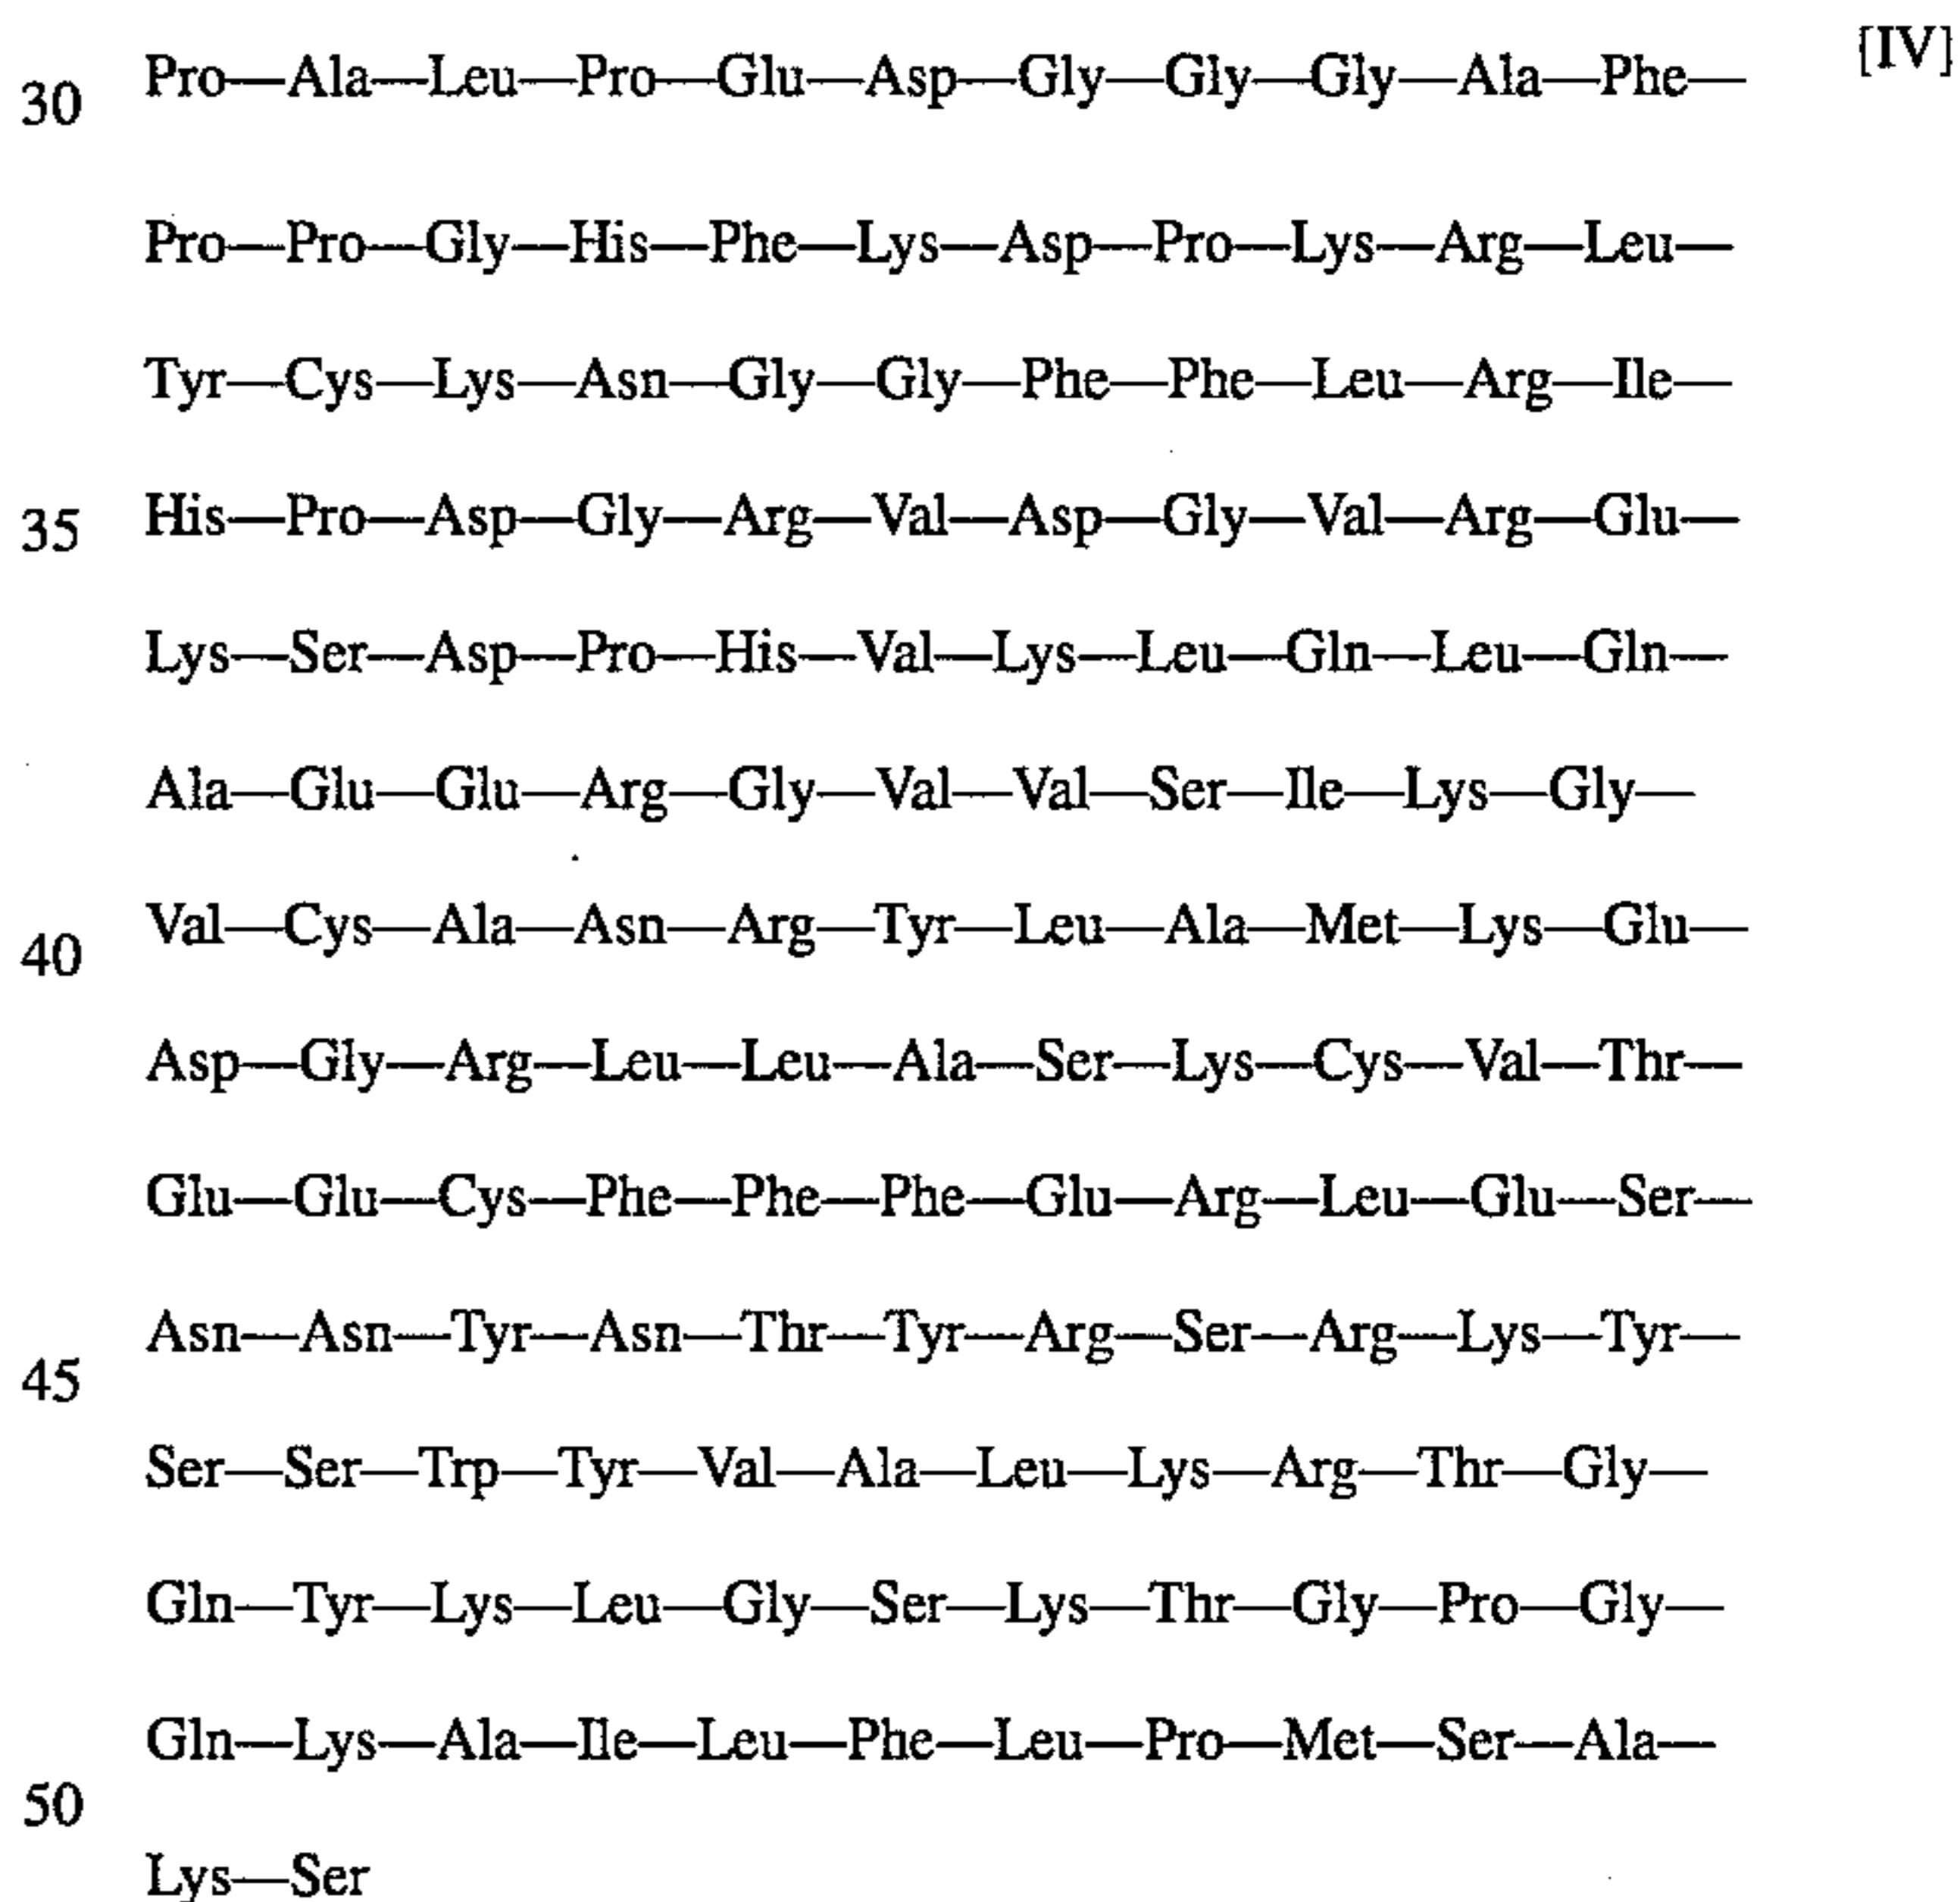 30 Pro—Ala—Leu—Pro—Glu—Asp—Gly—Gly—Gly—Ala—Phe— [IV]
Pro—Pro—Gly—His—Phe—Lys—Asp—Pro—Lys—Arg—Leu—
Tyr—Cys—Lys—Asn—Gly—Gly—Phe—Phe—Leu—Arg—Ile—
35 His—Pro—Asp—Gly—Arg—Val—Asp—Gly—Val—Arg—Glu—
Lys—Ser—Asp—Pro—His—Val—Lys—Leu—Gln—Leu—Gln—
Ala—Glu—Glu—Arg—Gly—Val—Val—Ser—Ile—Lys—Gly—
40 Val—Cys—Ala—Asn—Arg—Tyr—Leu—Ala—Met—Lys—Glu—
Asp—Gly—Arg—Leu—Leu—Ala—Ser—Lys—Cys—Val—Thr—
Glu—Glu—Cys—Phe—Phe—Phe—Glu—Arg—Leu—Glu—Ser—
45 Asn—Asn—Tyr—Asn—Thr—Tyr—Arg—Ser—Arg—Lys—Tyr—
Ser—Ser—Trp—Tyr—Val—Ala—Leu—Lys—Arg—Thr—Gly—
Gln—Tyr—Lys—Leu—Gly—Ser—Lys—Thr—Gly—Pro—Gly—
50 Gln—Lys—Ala—Ile—Leu—Phe—Leu—Pro—Met—Ser—Ala—
Lys—Ser